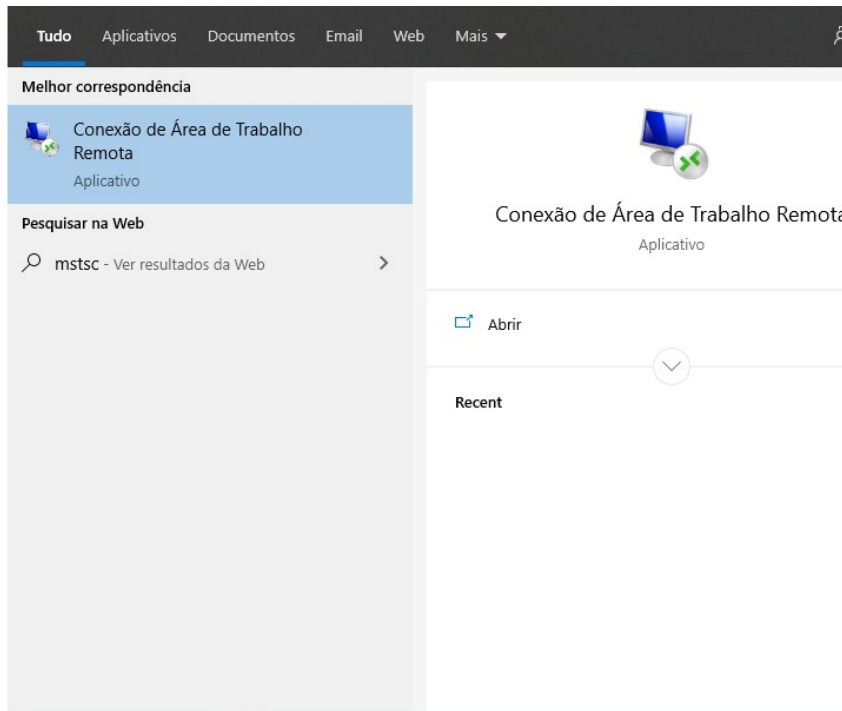 Tudo Aplicativos Documentos Email Web Mais
Melhor correspondência
Conexão de Área de Trabalho
Remota
Aplicativo
Pesquisar na Web
mstsc - Ver resultados da Web
Conexão de Área de Trabalho Remota
Aplicativo
Abrir
Recent